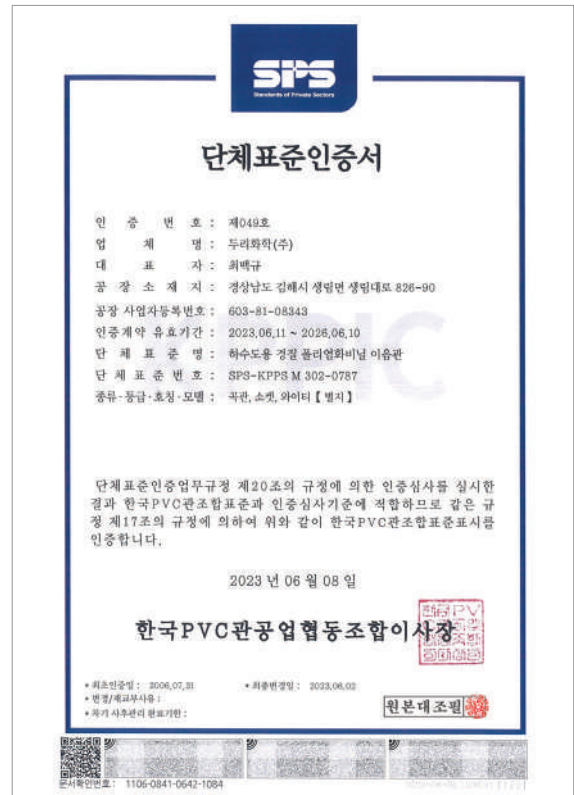 SPS
Standards of Private Sectors
단체표준인증서
인 증 번 호 : 제049호
업 체 명 : 두리화학(주)
대 표 자 : 최백규
공 장 소 재 지 : 경상남도 김해시 생림면 생림대로 826-90
공장 사업자등록번호 : 603-81-08343
인증계약 유효기간 : 2023.06.11 ~ 2026.06.10
단 체 표 준 명 : 하수도용 경질 폴리염화비닐 이음관
단 체 표 준 번 호 : SPS-KPPS M 302-0787
종류·등급·호칭·모델 : 곡관, 소켓, 와이티 【 별지 】
단체표준인증업무규정 제20조의 규정에 의한 인증심사를 실시한
결과 한국PVC관조합표준과 인증심사기준에 적합하므로 같은 규
정 제17조의 규정에 의하여 위와 같이 한국PVC관조합표준표시를
인증합니다.
2023 년 06 월 08 일
한국PVC관공업협동조합이사장
* 최초인증일 : 2006.07.31 * 최종변경일 : 2023.06.02
* 변경/재교부사유 :
* 차기 사후관리 완료기한 :
원본대조필
문서확인번호 : 1106-0841-0642-1084